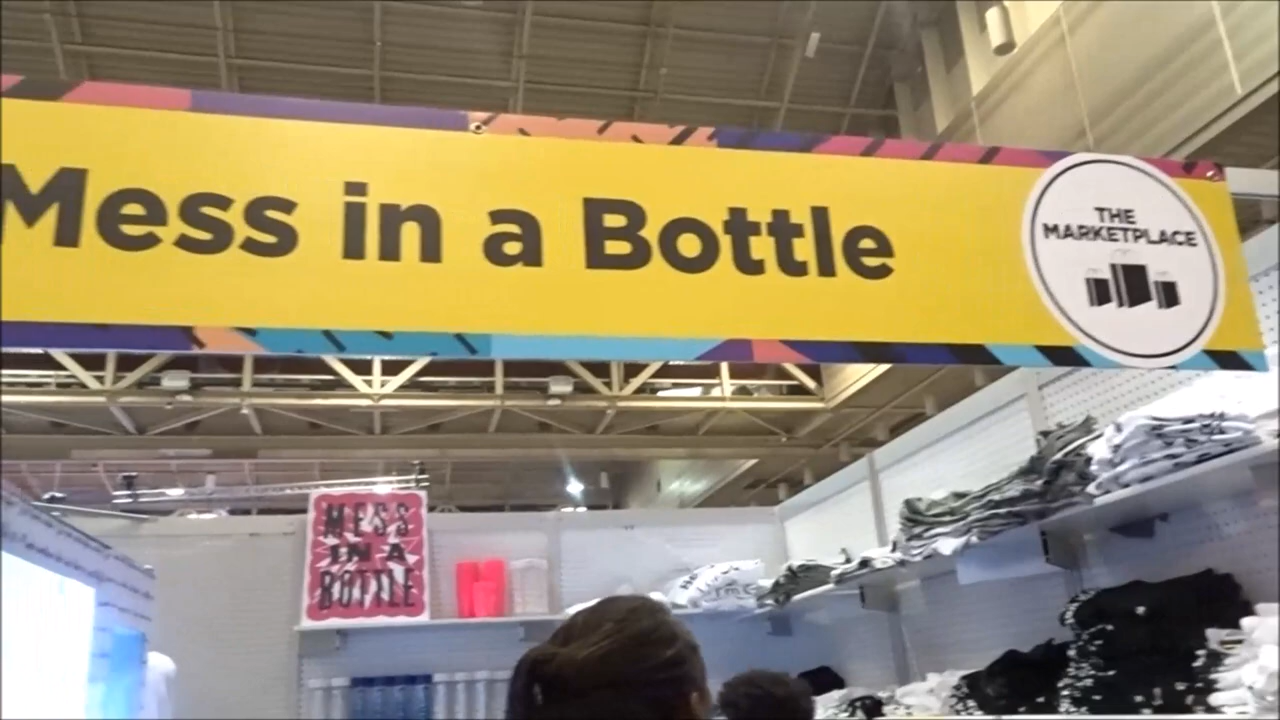 Mess in a Bottle
THE
MARKETPLACE
MESS
IN A
BOTTLE